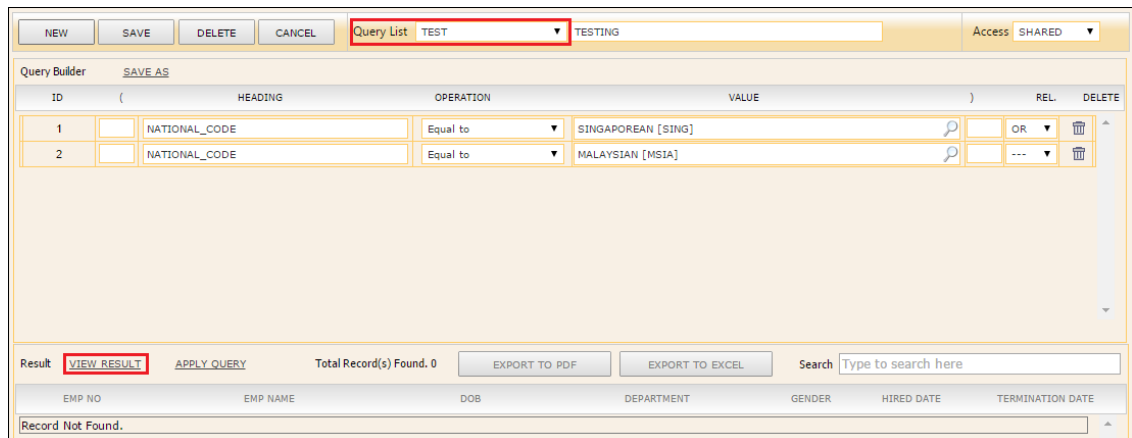 NEW SAVE DELETE CANCEL Query List TEST TESTING Access SHARED
Query Builder SAVE AS
ID ( HEADING OPERATION VALUE ) REL. DELETE
1 NATIONAL_CODE Equal to SINGAPOREAN [SING] OR
2 NATIONAL_CODE Equal to MALAYSIAN [MSIA] ---
Result VIEW RESULT APPLY QUERY Total Record(s) Found. 0 EXPORT TO PDF EXPORT TO EXCEL Search Type to search here
EMP NO EMP NAME DOB DEPARTMENT GENDER HIRED DATE TERMINATION DATE
Record Not Found.